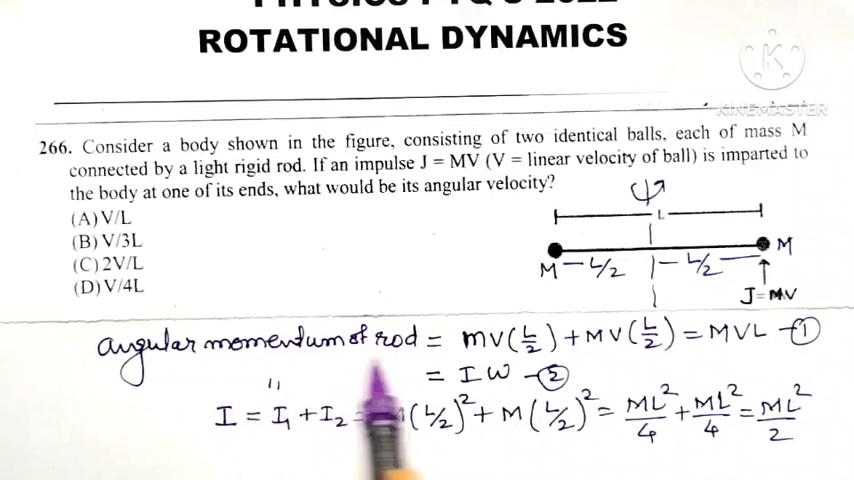 ROTATIONAL DYNAMICS
KINEMASTER
266. Consider a body shown in the figure, consisting of two identical balls, each of mass M
connected by a light rigid rod. If an impulse J = MV (V = linear velocity of ball) is imparted to
the body at one of its ends, what would be its angular velocity?
(A) V/L
(B) V/3L
(C) 2V/L
(D) V/4L
L
M L/2 L/2 M
J=MV
angular momentum of rod = MV(L/2) + MV(L/2) = MVL -①
= Iω -②
I = I₁ + I₂ = (L/2)² + M(L/2)² = ML²/4 + ML²/4 = ML²/2